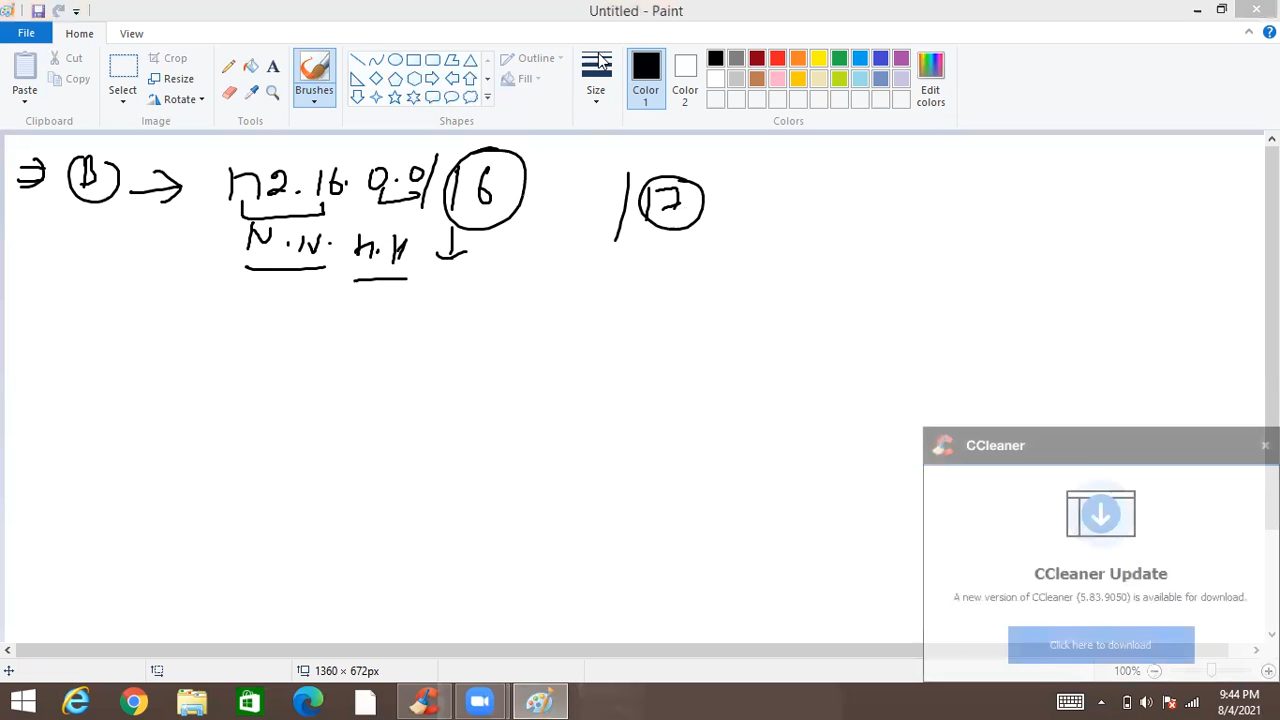 Untitled - Paint
File Home View
Paste Cut Copy Clipboard
Select Crop Resize Rotate Image
Tools
Brushes
Outline Fill Shapes
Size
Color 1 Color 2 Edit colors Colors
⇒ B → 172.16.0.0/16 /17
N.N. H.H
CCleaner
CCleaner Update
A new version of CCleaner (5.83.9050) is available for download.
Click here to download
1360 × 672px 100%
9:44 PM
8/4/2021